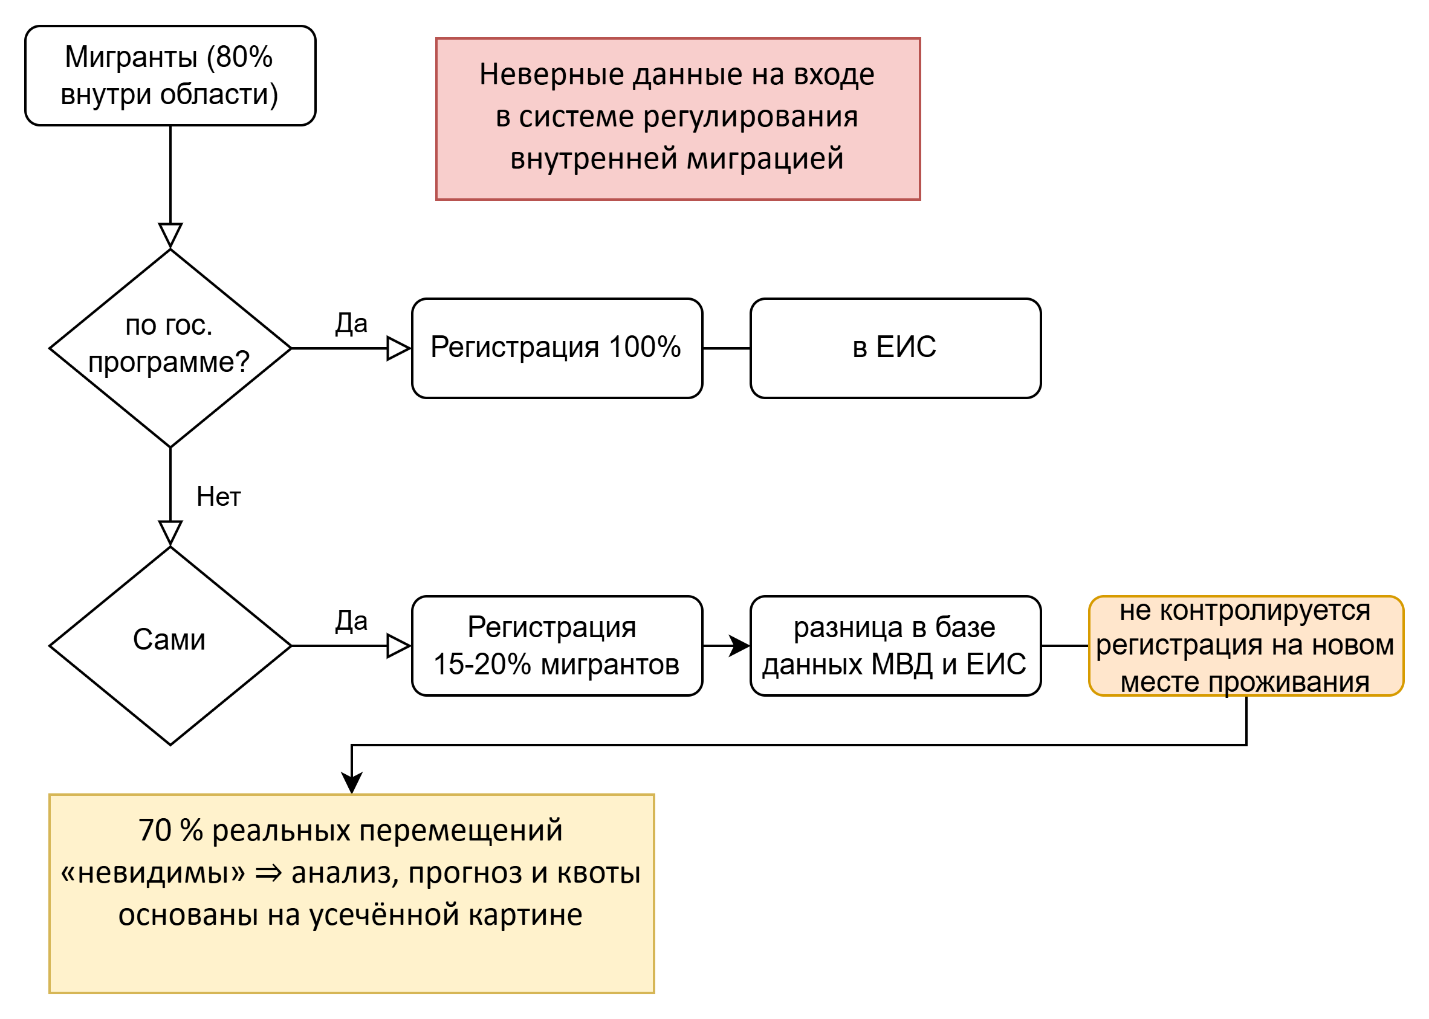 Мигранты (80%
внутри области)
Неверные данные на входе
в системе регулирования
внутренней миграцией
по гос.
программе?
Да
Регистрация 100%
в ЕИС
Нет
Сами
Да
Регистрация
15-20% мигрантов
разница в базе
данных МВД и ЕИС
не контролируется
регистрация на новом
месте проживания
70 % реальных перемещений
«невидимы» ⇒ анализ, прогноз и квоты
основаны на усечённой картине